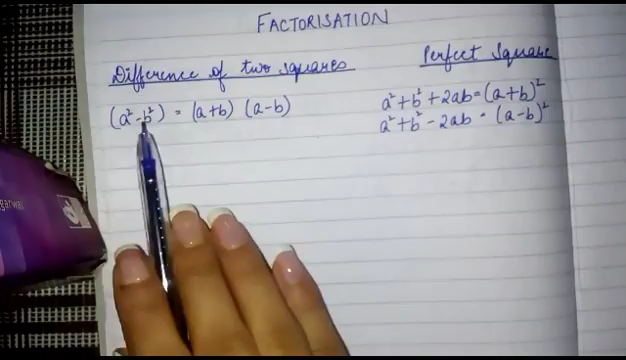 FACTORISATION
Difference of two squares
(a²-b²) = (a+b) (a-b)
Perfect Square
a²+b²+2ab=(a+b)²
a²+b²-2ab=(a-b)²